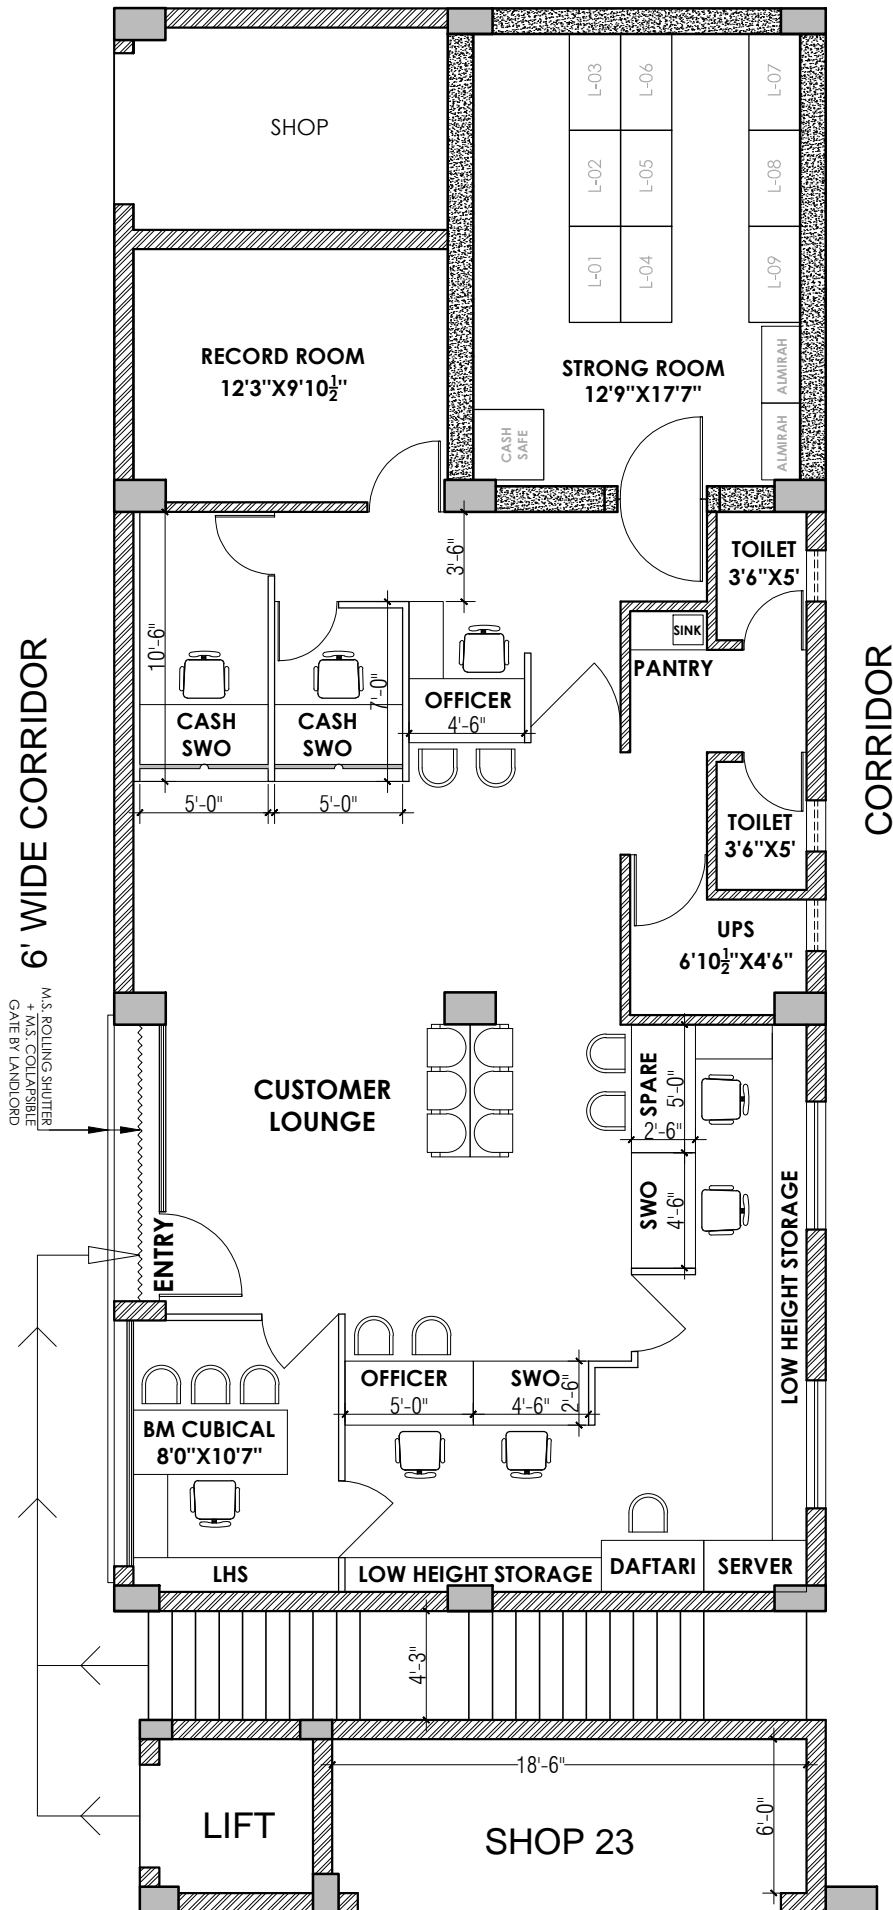 SHOP
L-03
L-06
L-07
L-02
L-05
L-08
L-01
L-04
L-09
RECORD ROOM
12'3"X9'10½"
STRONG ROOM
12'9"X17'7"
ALMIRAH
CASH
SAFE
ALMIRAH
3'-6"
TOILET
3'6"X5'
SINK
10'-6"
7'-0"
PANTRY
OFFICER
4'-6"
CASH
SWO
CASH
SWO
5'-0"
5'-0"
6' WIDE CORRIDOR
CORRIDOR
TOILET
3'6"X5'
UPS
6'10½"X4'6"
M.S. ROLLING SHUTTER
+ M.S. COLLAPSIBLE
GATE BY LANDLORD
CUSTOMER
LOUNGE
SPARE
5'-0"
2'-6"
SWO
4'-6"
LOW HEIGHT STORAGE
ENTRY
OFFICER
5'-0"
SWO
4'-6"
2'-6"
BM CUBICAL
8'0"X10'7"
LHS
LOW HEIGHT STORAGE
DAFTARI
SERVER
4'-3"
18'-6"
6'-0"
LIFT
SHOP 23